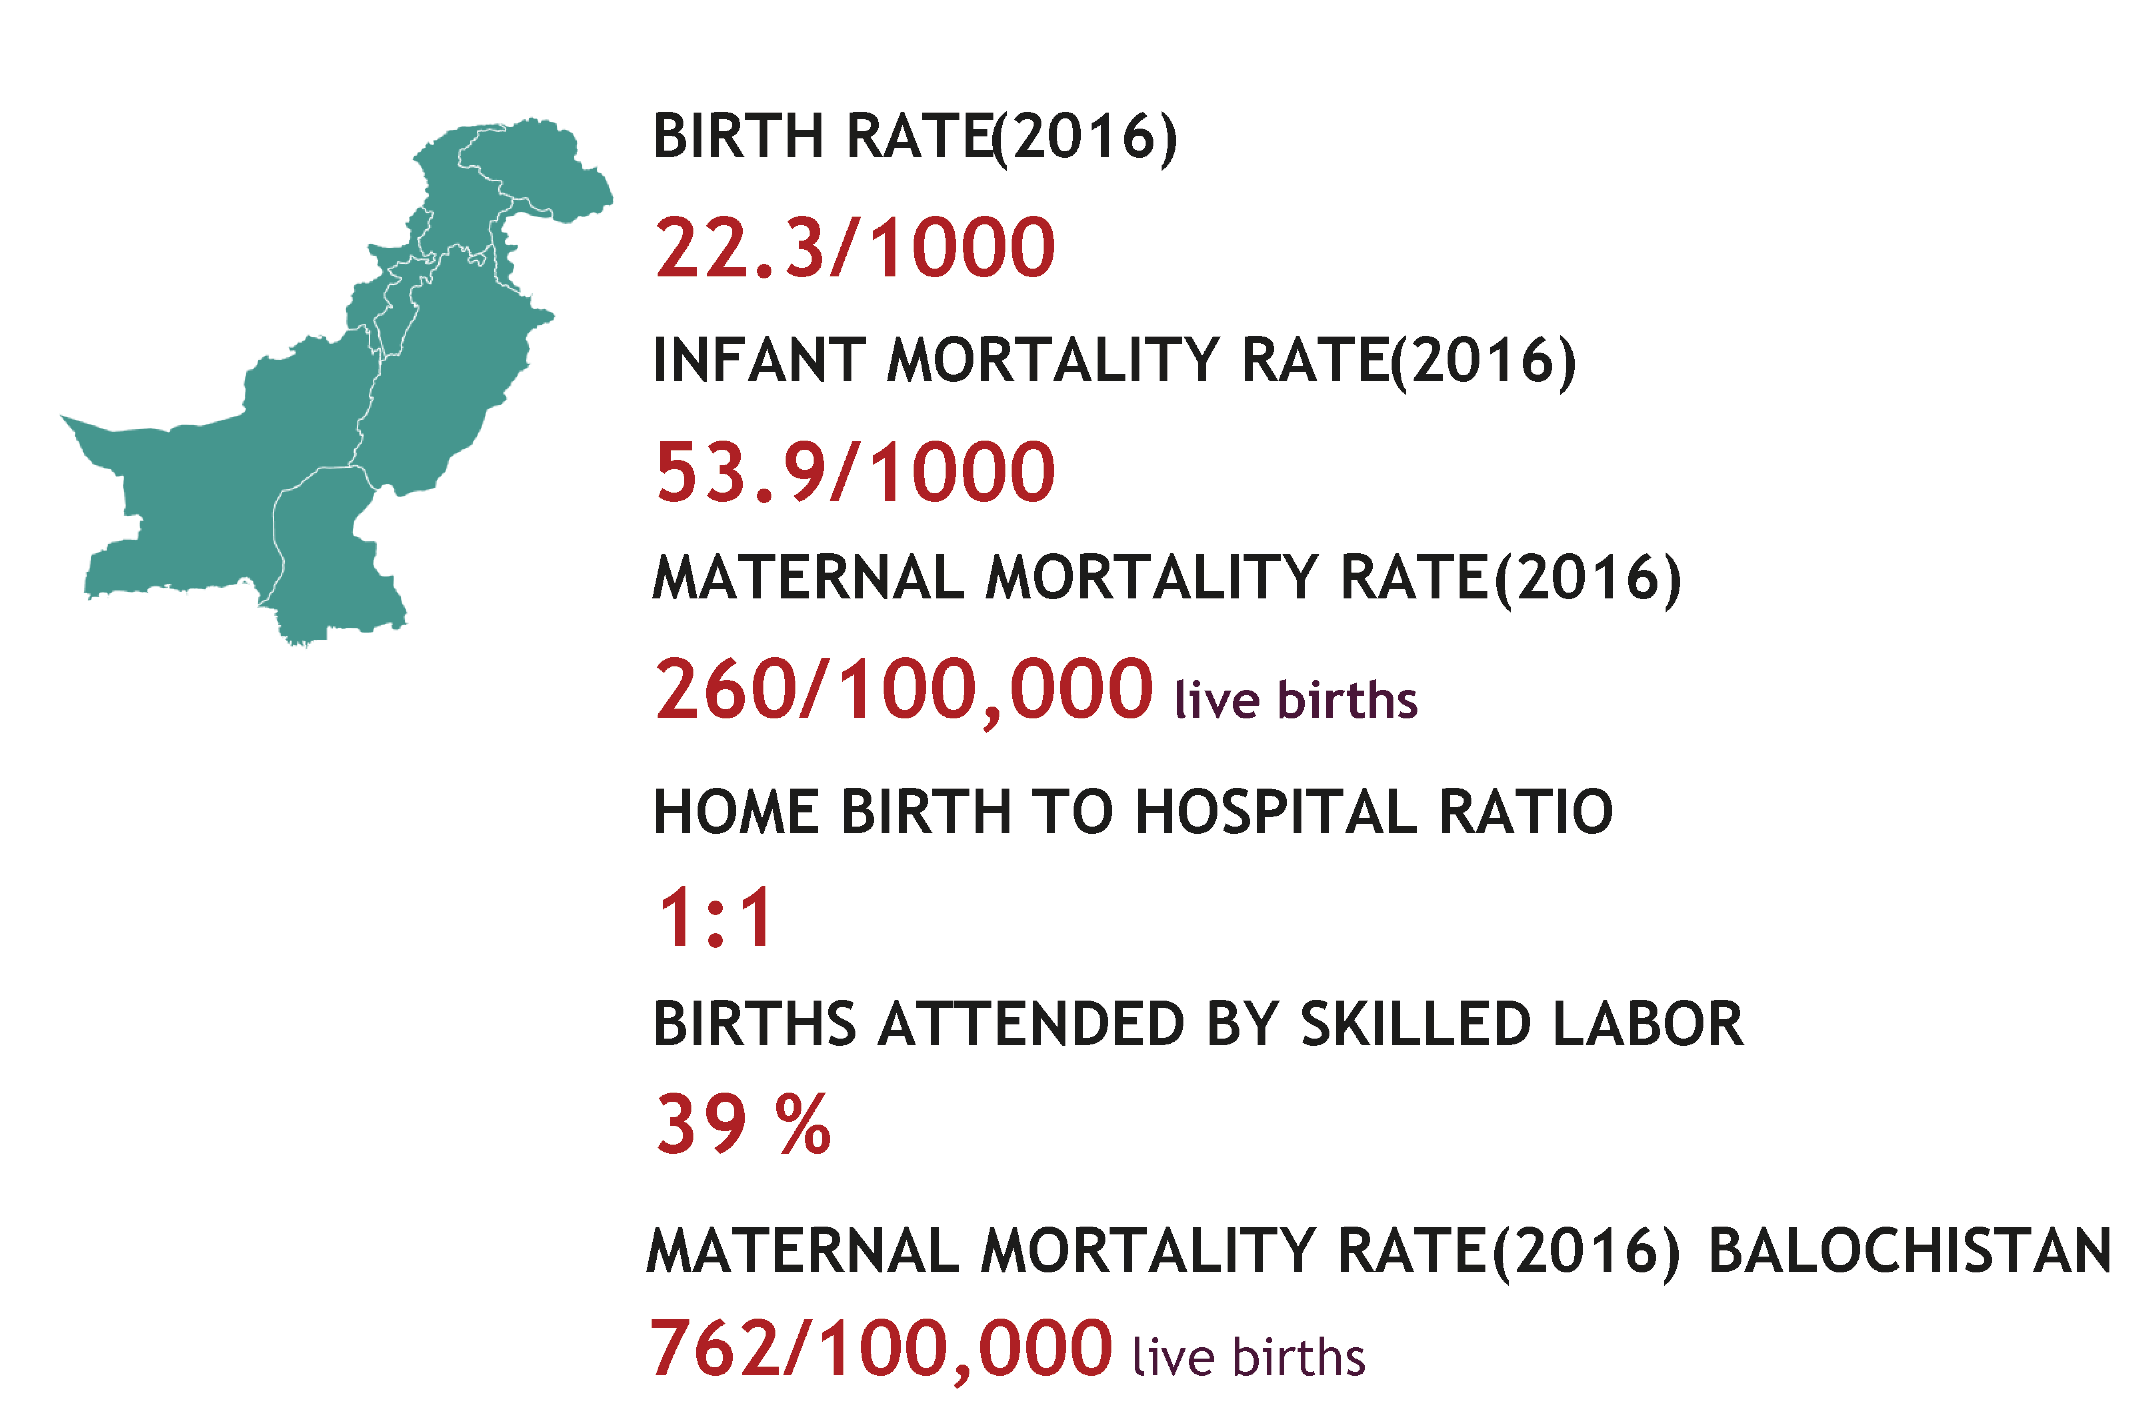 BIRTH RATE(2016)
22.3/1000
INFANT MORTALITY RATE(2016)
53.9/1000
MATERNAL MORTALITY RATE(2016)
260/100,000 live births
HOME BIRTH TO HOSPITAL RATIO
1:1
BIRTHS ATTENDED BY SKILLED LABOR
39 %
MATERNAL MORTALITY RATE(2016) BALOCHISTAN
762/100,000 live births